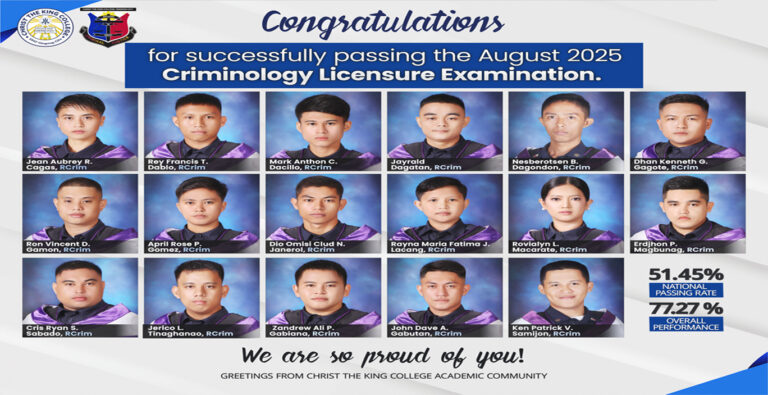 CHRIST THE KING COLLEGE
Congratulations
for successfully passing the August 2025
Criminology Licensure Examination.
Jean Aubrey R.
Cagas, RCrim
Rey Francis T.
Dablo, RCrim
Mark Anthon C.
Dacillo, RCrim
Jayrald
Dagatan, RCrim
Nesberotsen B.
Dagondon, RCrim
Dhan Kenneth G.
Gagote, RCrim
Ron Vincent D.
Gamon, RCrim
April Rose P.
Gomez, RCrim
Dio Omisi Clud N.
Janerol, RCrim
Rayna Maria Fatima J.
Lacang, RCrim
Rovialyn L.
Macarate, RCrim
Erdjhon P.
Magbunag, RCrim
51.45%
NATIONAL
PASSING RATE
77.27 %
OVERALL
PERFORMANCE
Cris Ryan S.
Sabado, RCrim
Jerico L.
Tinaghanao, RCrim
Zandrew Ali P.
Gabiana, RCrim
John Dave A.
Gabutan, RCrim
Ken Patrick V.
Samijon, RCrim
We are so proud of you!
GREETINGS FROM CHRIST THE KING COLLEGE ACADEMIC COMMUNITY